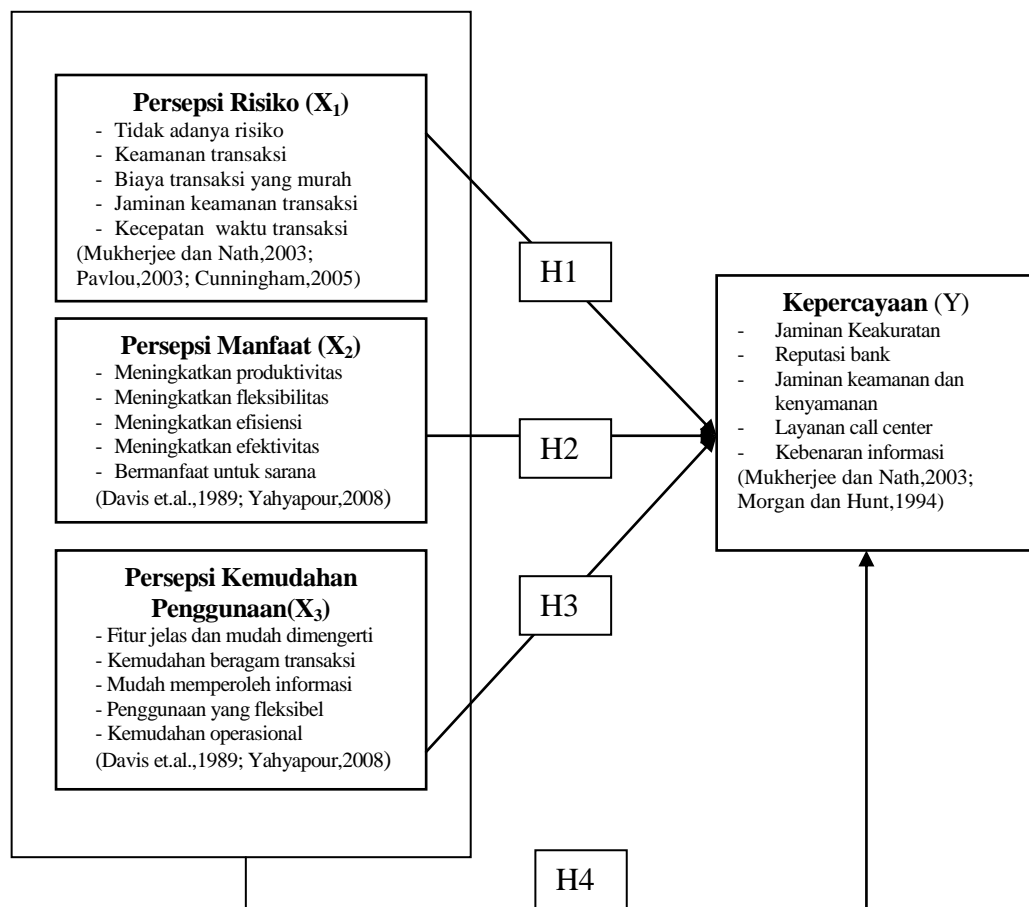 Persepsi Risiko (X₁)
- Tidak adanya risiko
- Keamanan transaksi
- Biaya transaksi yang murah
- Jaminan keamanan transaksi
- Kecepatan waktu transaksi
(Mukherjee dan Nath,2003;
Pavlou,2003; Cunningham,2005)
H1
Persepsi Manfaat (X₂)
- Meningkatkan produktivitas
- Meningkatkan fleksibilitas
- Meningkatkan efisiensi
- Meningkatkan efektivitas
- Bermanfaat untuk sarana
(Davis et.al.,1989; Yahyapour,2008)
H2
Persepsi Kemudahan
Penggunaan(X₃)
- Fitur jelas dan mudah dimengerti
- Kemudahan beragam transaksi
- Mudah memperoleh informasi
- Penggunaan yang fleksibel
- Kemudahan operasional
(Davis et.al.,1989; Yahyapour,2008)
H3
Kepercayaan (Y)
- Jaminan Keakuratan
- Reputasi bank
- Jaminan keamanan dan
kenyamanan
- Layanan call center
- Kebenaran informasi
(Mukherjee dan Nath,2003;
Morgan dan Hunt,1994)
H4